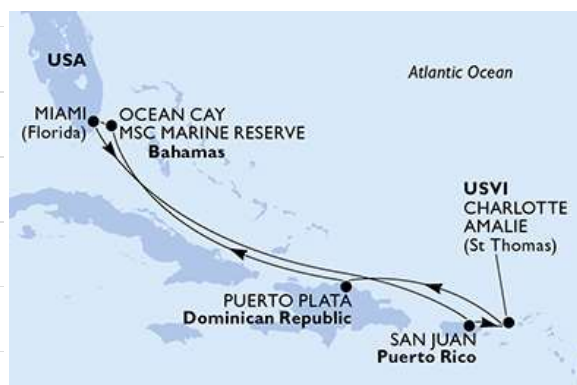 USA
Atlantic Ocean
MIAMI
(Florida)
OCEAN CAY
MSC MARINE RESERVE
Bahamas
USVI
CHARLOTTE
AMALIE
(St Thomas)
PUERTO PLATA
Dominican Republic
SAN JUAN
Puerto Rico